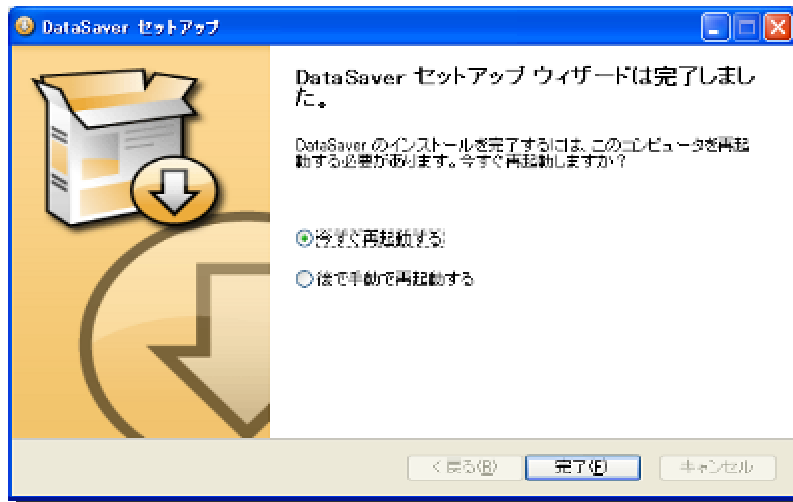 DataSaver セットアップ
DataSaver セットアップ ウィザードは完了しまし
た。
DataSaver のインストールを完了するには、このコンピュータを再起
動する必要があります。今すぐ再起動しますか？
今すぐ再起動する
後で手動で再起動する
< 戻る(B)
完了(F)
キャンセル